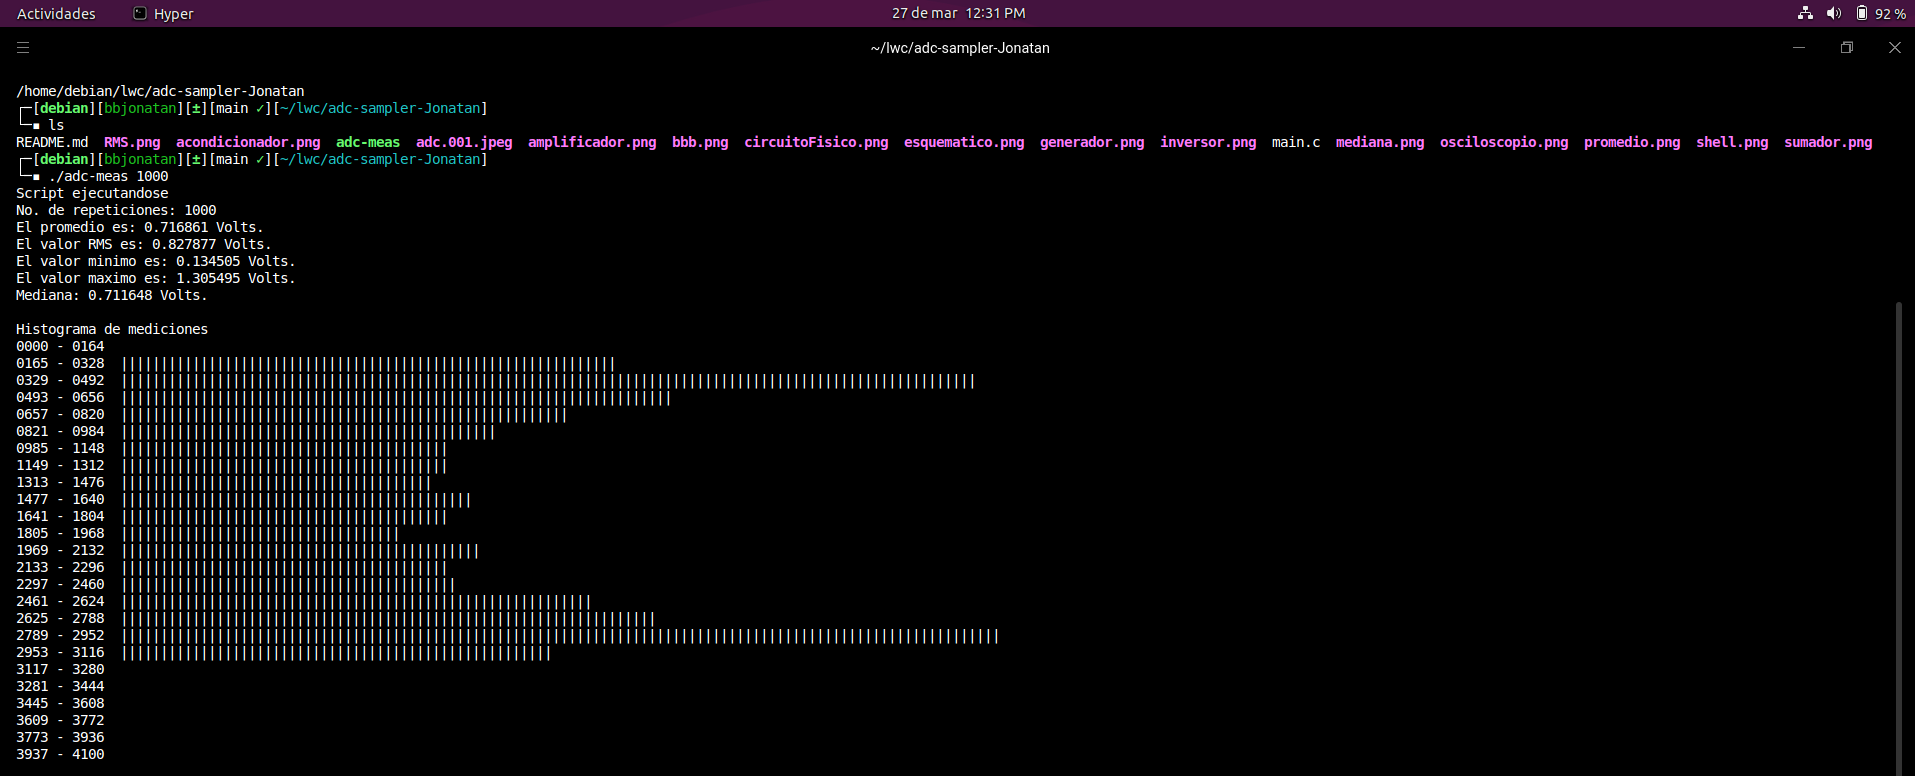 Actividades Hyper 27 de mar 12:31 PM 92 %
~/lwc/adc-sampler-Jonatan
/home/debian/lwc/adc-sampler-Jonatan
┌─[debian][bbjonatan][±][main ✓][~/lwc/adc-sampler-Jonatan]
└─▪ ls
README.md RMS.png acondicionador.png adc-meas adc.001.jpeg amplificador.png bbb.png circuitoFisico.png esquematico.png generador.png inversor.png main.c mediana.png osciloscopio.png promedio.png shell.png sumador.png
┌─[debian][bbjonatan][±][main ✓][~/lwc/adc-sampler-Jonatan]
└─▪ ./adc-meas 1000
Script ejecutandose
No. de repeticiones: 1000
El promedio es: 0.716861 Volts.
El valor RMS es: 0.827877 Volts.
El valor minimo es: 0.134505 Volts.
El valor maximo es: 1.305495 Volts.
Mediana: 0.711648 Volts.
Histograma de mediciones
0000 - 0164
0165 - 0328
0329 - 0492
0493 - 0656
0657 - 0820
0821 - 0984
0985 - 1148
1149 - 1312
1313 - 1476
1477 - 1640
1641 - 1804
1805 - 1968
1969 - 2132
2133 - 2296
2297 - 2460
2461 - 2624
2625 - 2788
2789 - 2952
2953 - 3116
3117 - 3280
3281 - 3444
3445 - 3608
3609 - 3772
3773 - 3936
3937 - 4100